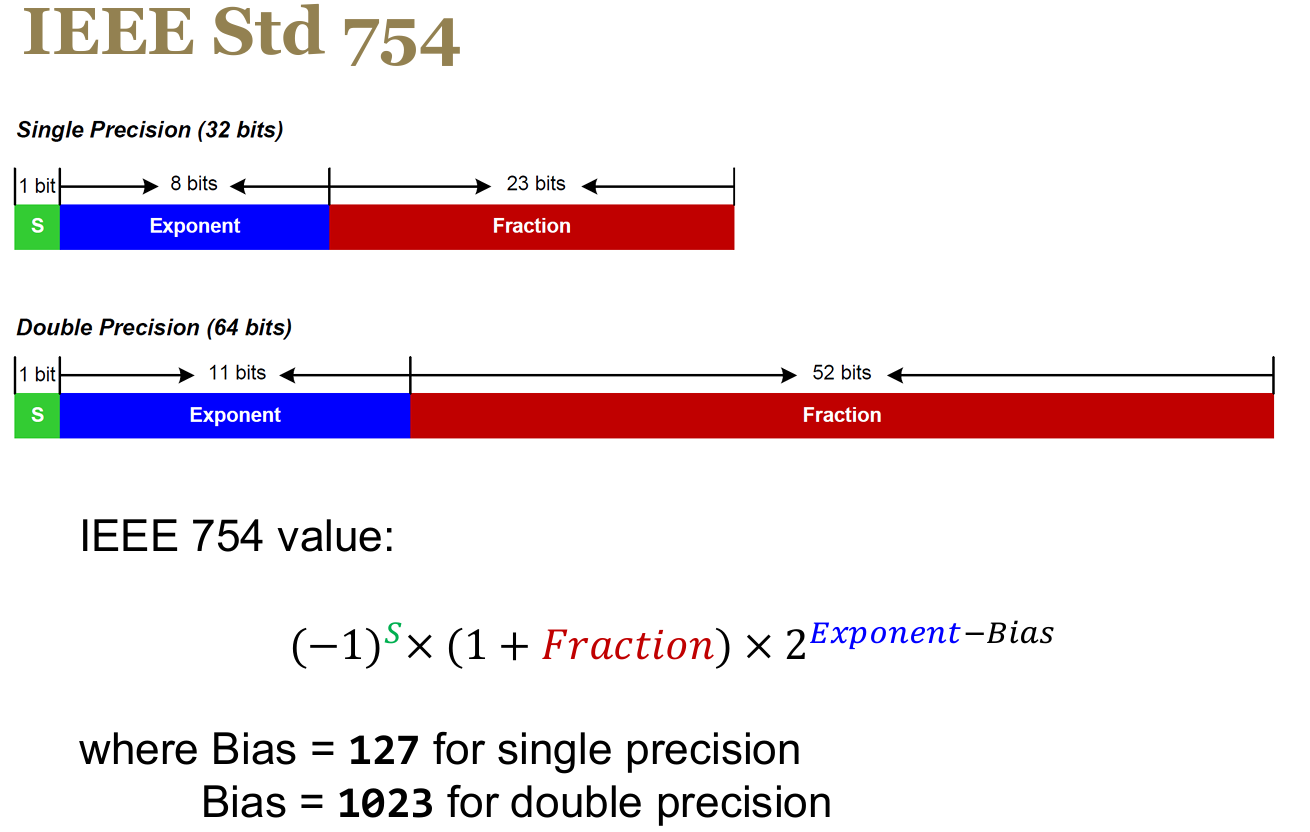 IEEE Std 754
Single Precision (32 bits)
1 bit 8 bits 23 bits
S Exponent Fraction
Double Precision (64 bits)
1 bit 11 bits 52 bits
S Exponent Fraction
IEEE 754 value:
(−1)^S × (1 + Fraction) × 2^(Exponent−Bias)
where Bias = 127 for single precision
Bias = 1023 for double precision